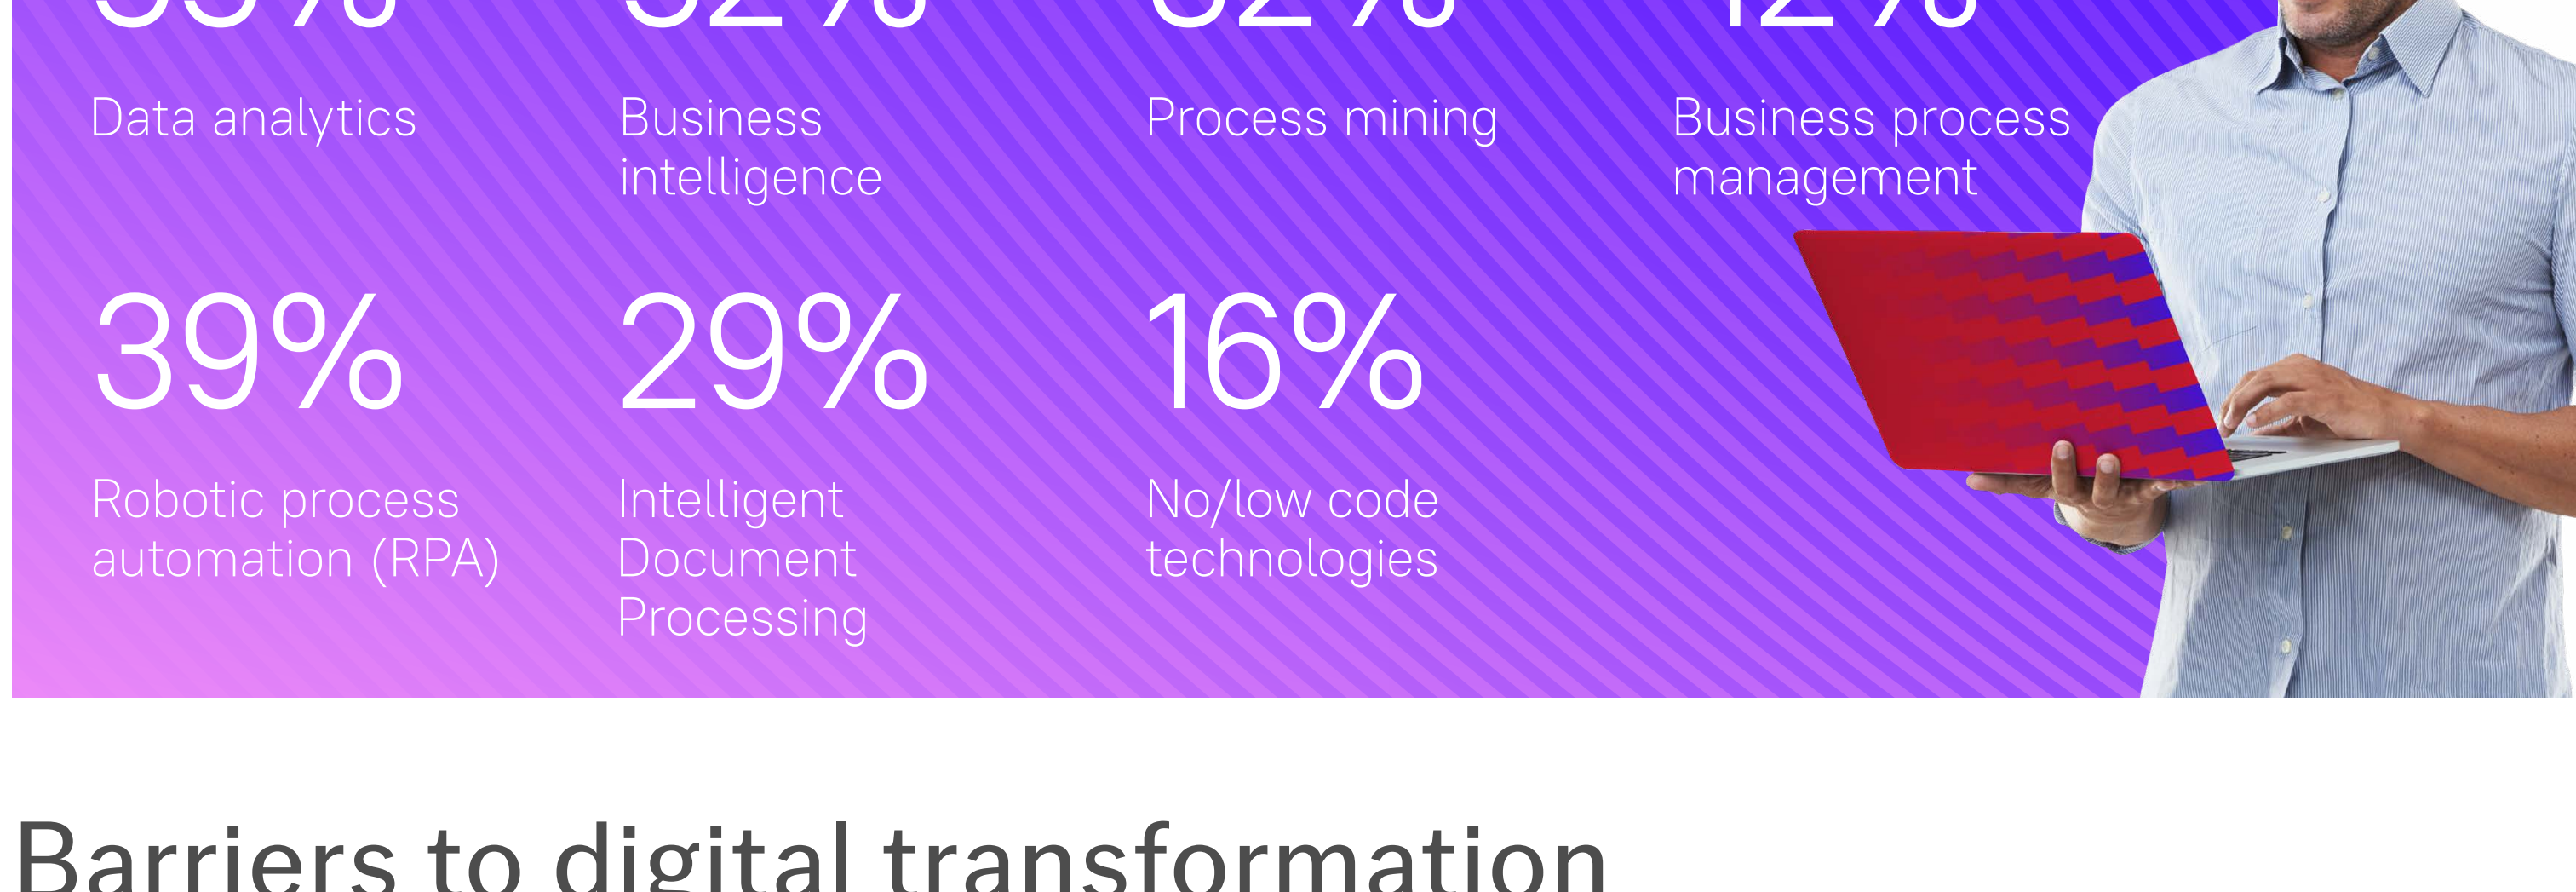 Data analytics
Business
intelligence
Process mining
Business process
management
39%
29%
16%
Robotic process
automation (RPA)
Intelligent
Document
Processing
No/low code
technologies
Barriers to digital transformation